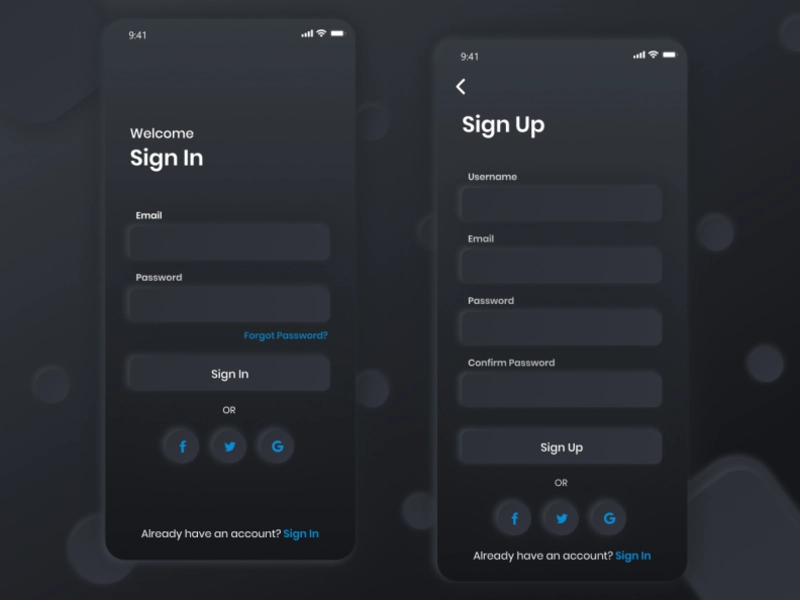 9:41
Welcome
Sign In
Email
Password
Forgot Password?
Sign In
OR
Already have an account? Sign In
9:41
Sign Up
Username
Email
Password
Confirm Password
Sign Up
OR
Already have an account? Sign In